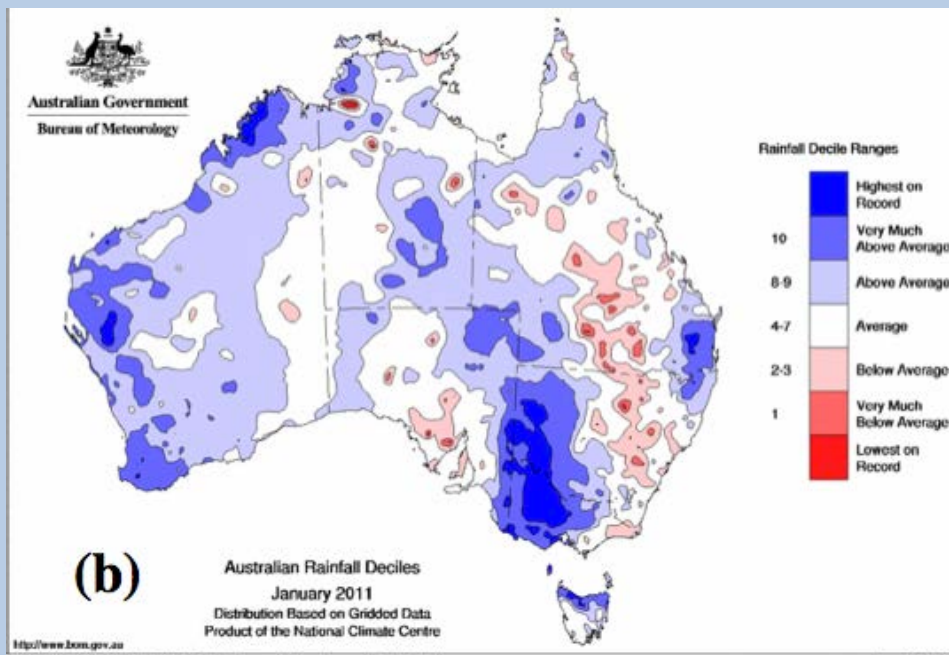 Australian Government
Bureau of Meteorology
Rainfall Decile Ranges
Highest on
Record
10
Very Much
Above Average
8-9
Above Average
4-7
Average
2-3
Below Average
1
Very Much
Below Average
Lowest on
Record
(b)
Australian Rainfall Deciles
January 2011
Distribution Based on Gridded Data
Product of the National Climate Centre
http://www.bom.gov.au